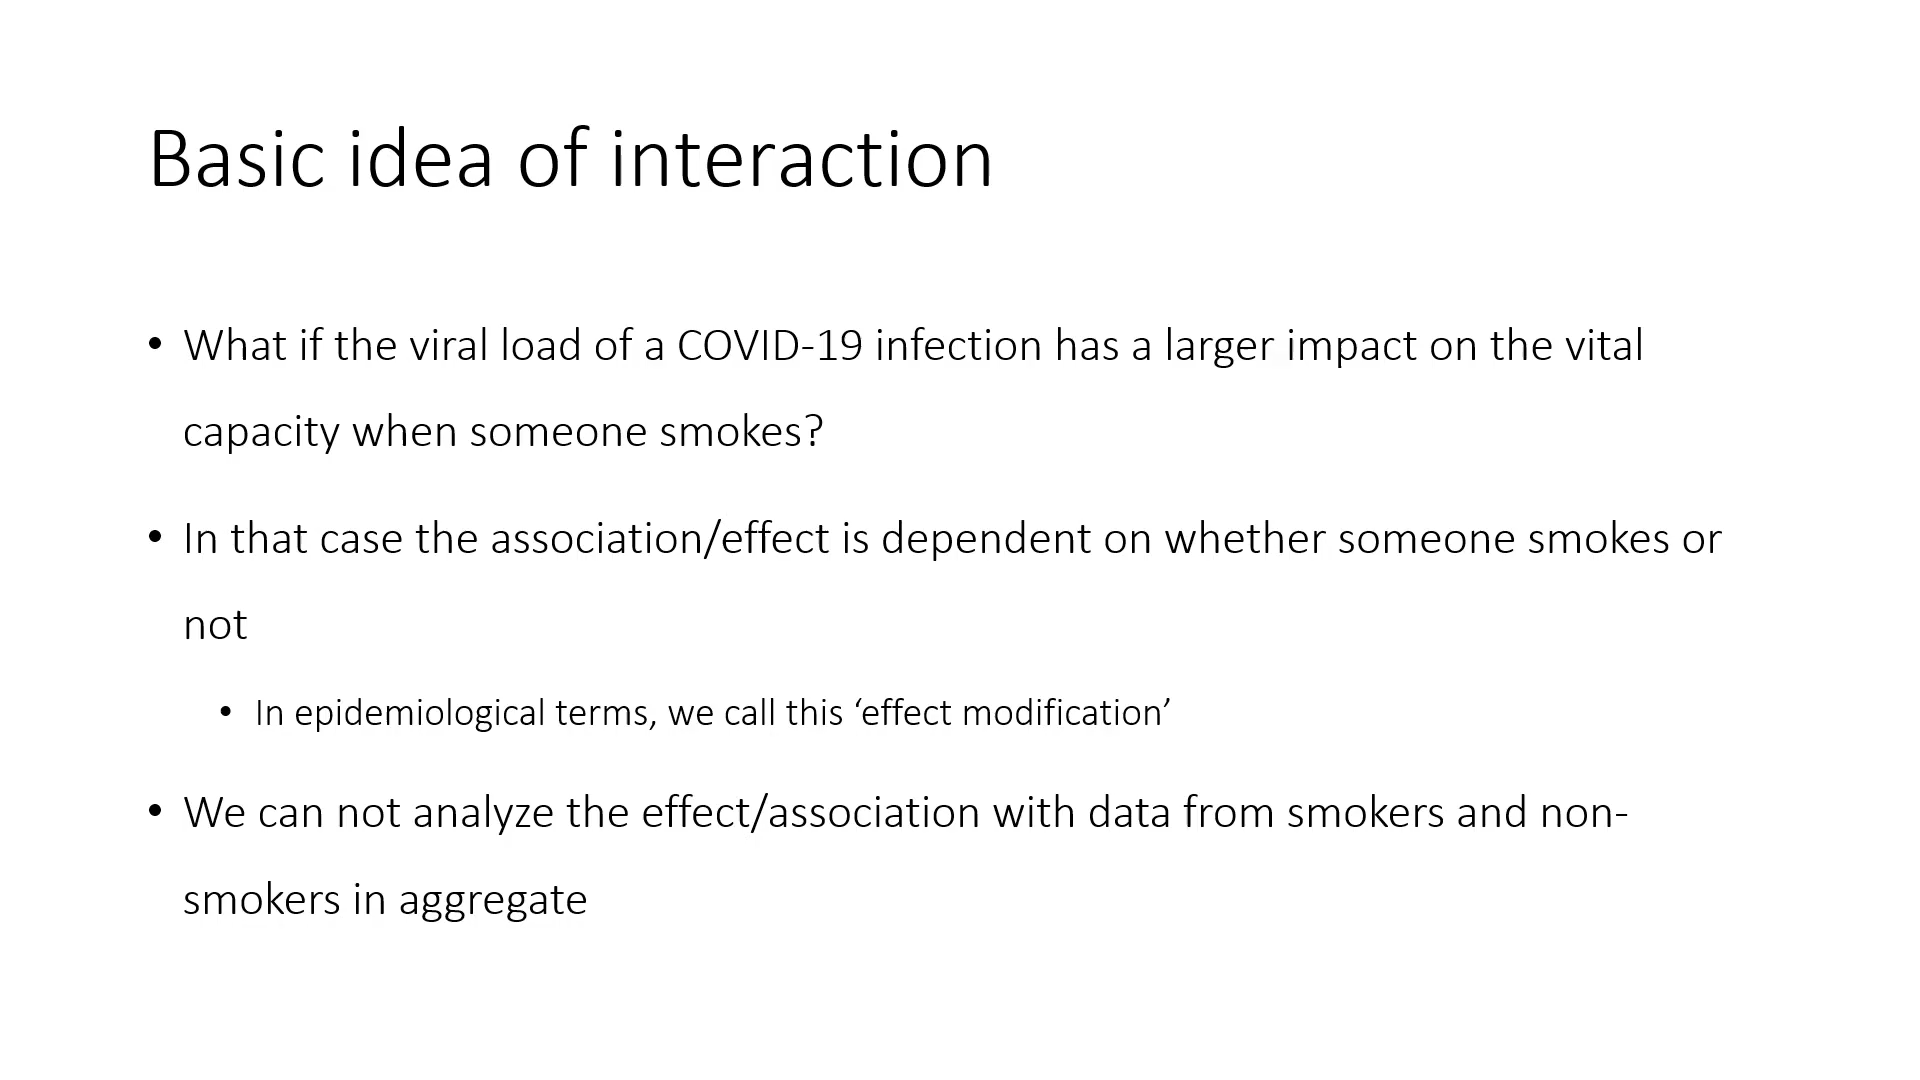 Basic idea of interaction
• What if the viral load of a COVID-19 infection has a larger impact on the vital
capacity when someone smokes?
• In that case the association/effect is dependent on whether someone smokes or
not
• In epidemiological terms, we call this ‘effect modification’
• We can not analyze the effect/association with data from smokers and non-
smokers in aggregate